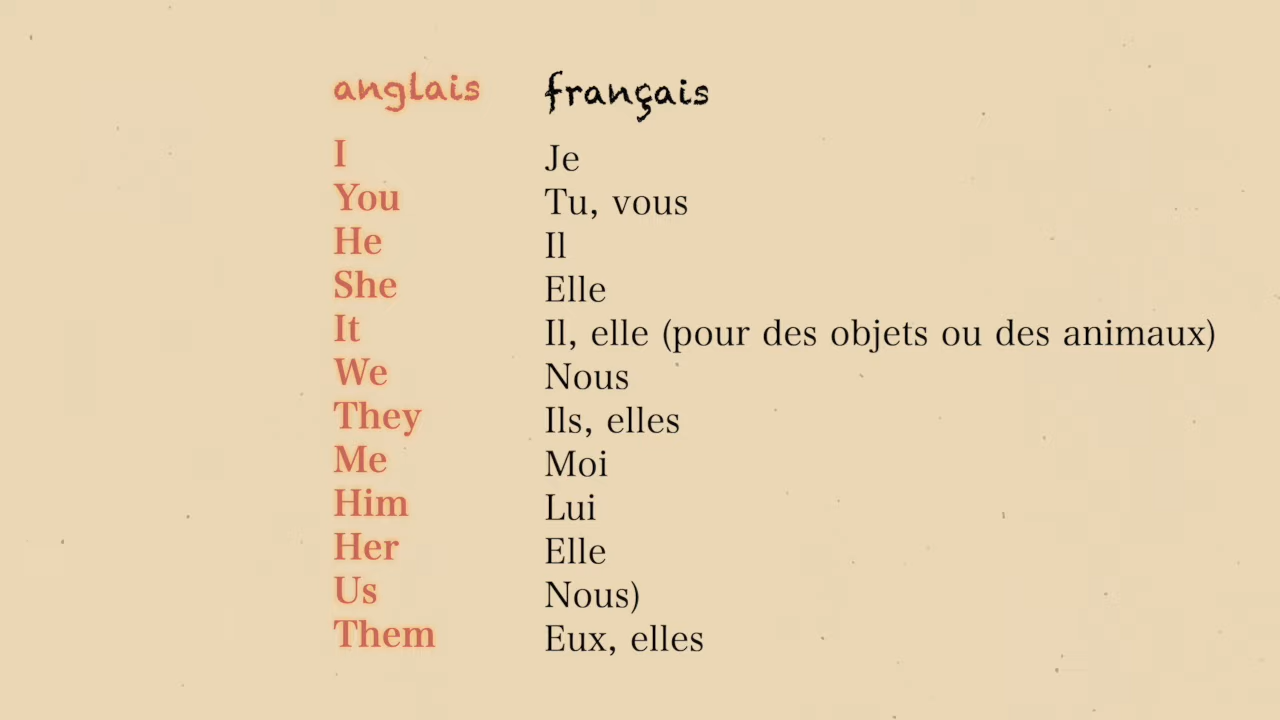 anglais français
I Je
You Tu, vous
He Il
She Elle
It Il, elle (pour des objets ou des animaux)
We Nous
They Ils, elles
Me Moi
Him Lui
Her Elle
Us Nous)
Them Eux, elles